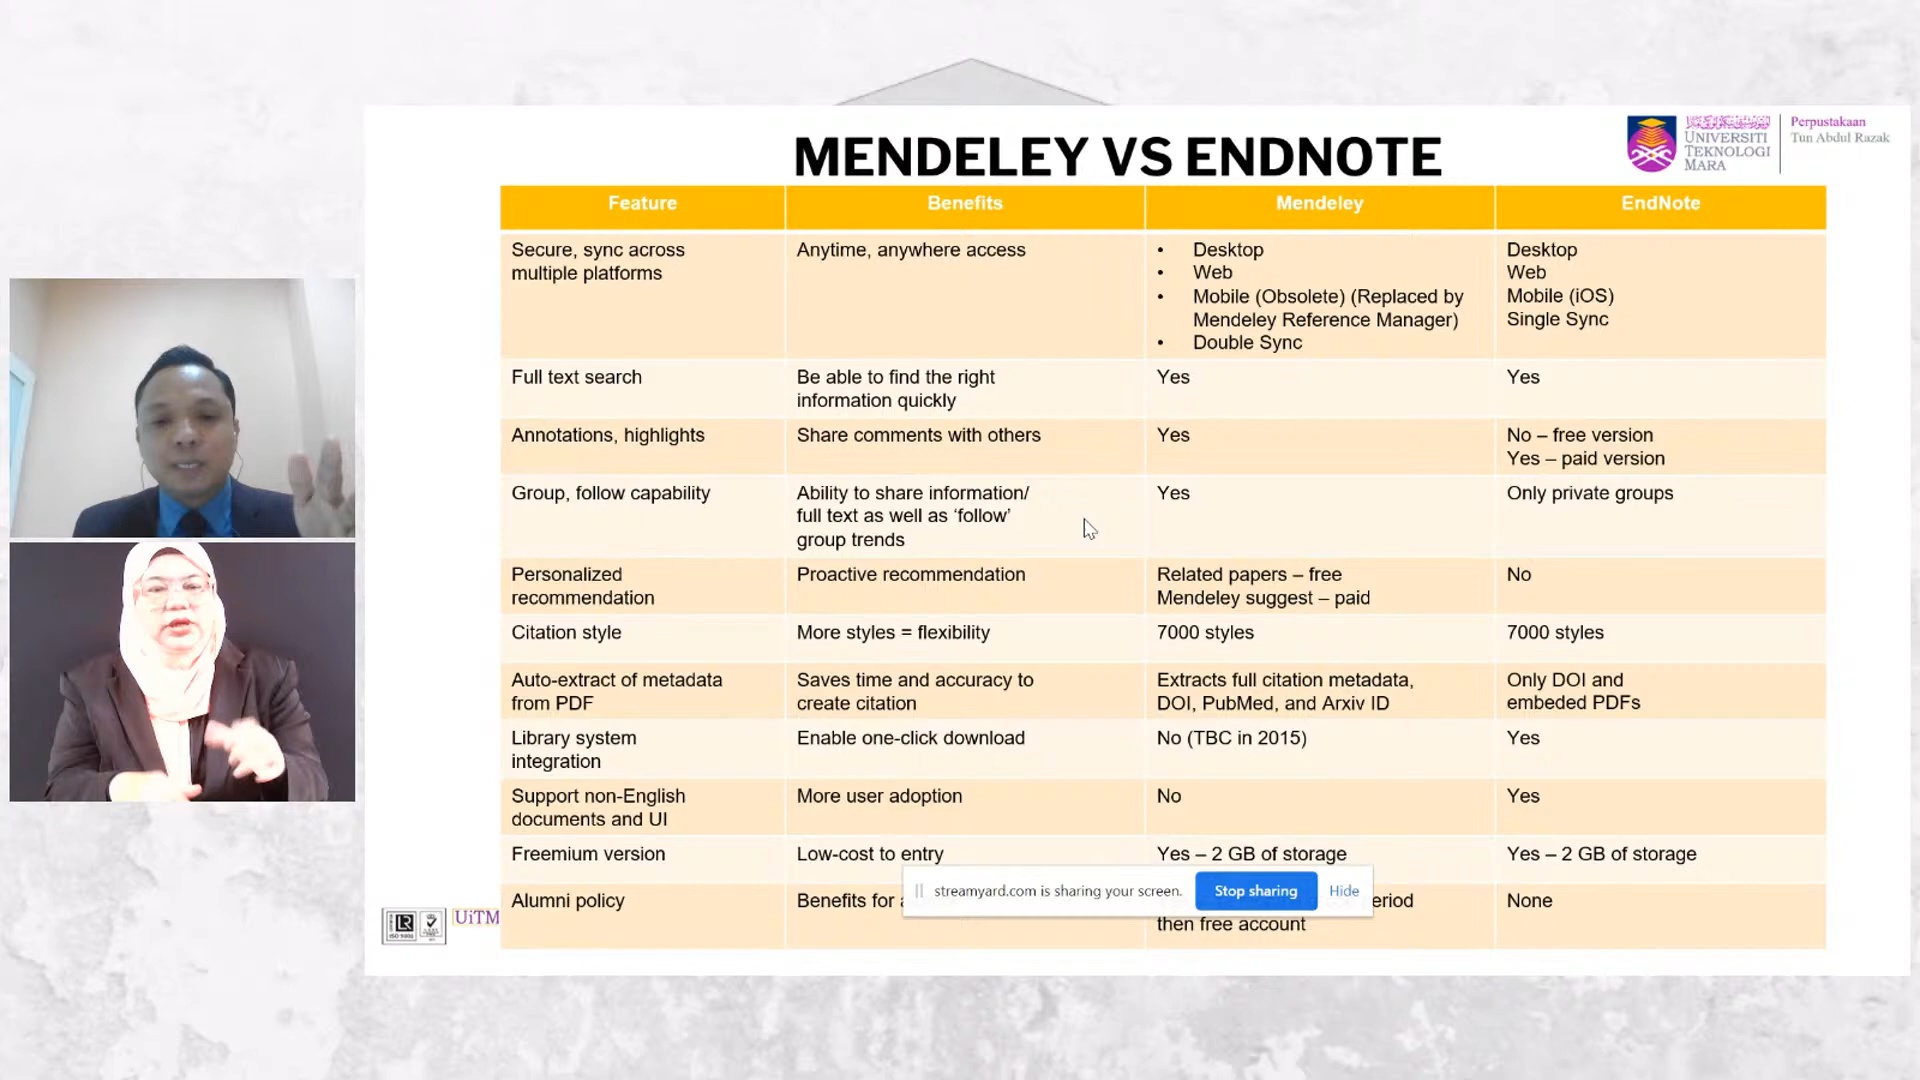 MENDELEY VS ENDNOTE
UNIVERSITI
TEKNOLOGI
MARA
Perpustakaan
Tun Abdul Razak
Feature
Benefits
Mendeley
EndNote
Secure, sync across
multiple platforms
Anytime, anywhere access
• Desktop
• Web
• Mobile (Obsolete) (Replaced by
Mendeley Reference Manager)
• Double Sync
Desktop
Web
Mobile (iOS)
Single Sync
Full text search
Be able to find the right
information quickly
Yes
Yes
Annotations, highlights
Share comments with others
Yes
No – free version
Yes – paid version
Group, follow capability
Ability to share information/
full text as well as ‘follow’
group trends
Yes
Only private groups
Personalized
recommendation
Proactive recommendation
Related papers – free
Mendeley suggest – paid
No
Citation style
More styles = flexibility
7000 styles
7000 styles
Auto-extract of metadata
from PDF
Saves time and accuracy to
create citation
Extracts full citation metadata,
DOI, PubMed, and Arxiv ID
Only DOI and
embeded PDFs
Library system
integration
Enable one-click download
No (TBC in 2015)
Yes
Support non-English
documents and UI
More user adoption
No
Yes
Freemium version
Low-cost to entry
Yes – 2 GB of storage
Yes – 2 GB of storage
Alumni policy
Benefits for
then free account
None
streamyard.com is sharing your screen.
Stop sharing
Hide
UiTM